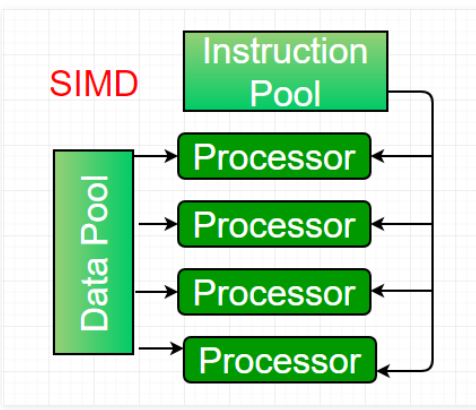 SIMD
Instruction
Pool
Data Pool
Processor
Processor
Processor
Processor